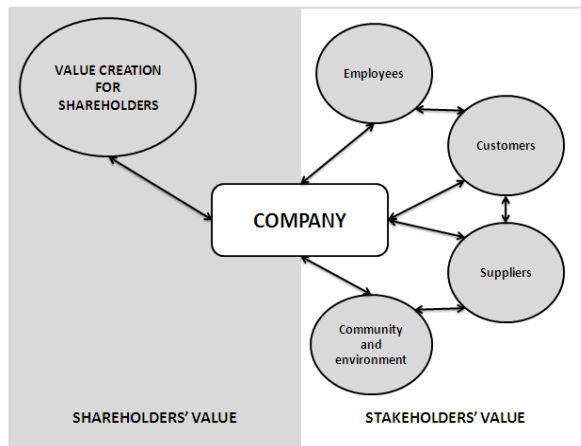 VALUE CREATION
FOR
SHAREHOLDERS
Employees
Customers
COMPANY
Suppliers
Community
and
environment
SHAREHOLDERS’ VALUE
STAKEHOLDERS’ VALUE